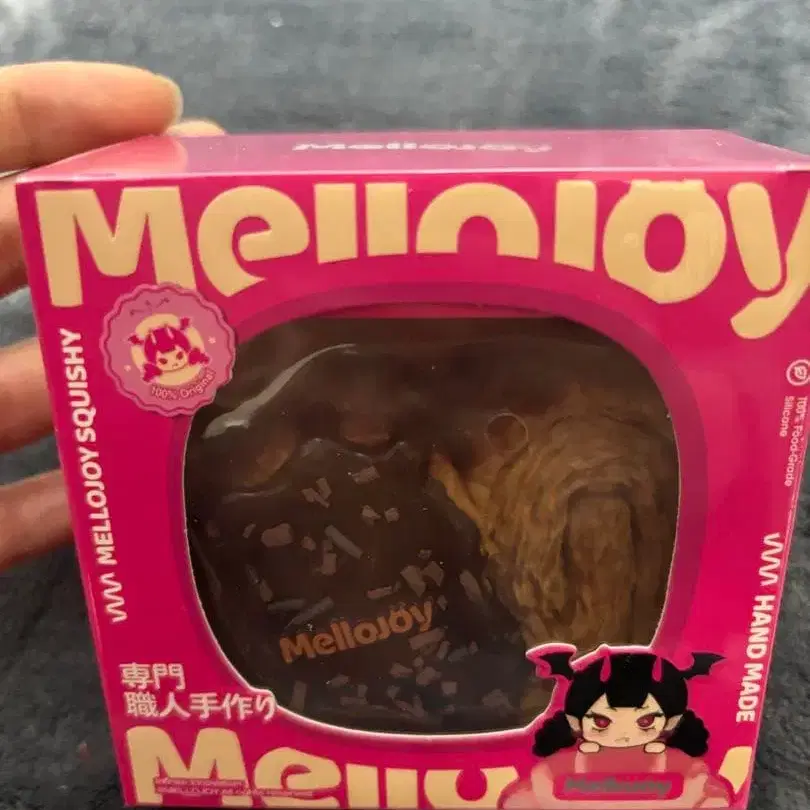 Mellojoy
Mellojoy
100% Original
MELLOJOY SQUISHY
100% Food-Grade
Silicone
HAND MADE
Mellojoy
専門
職人手作り
Mellojoy